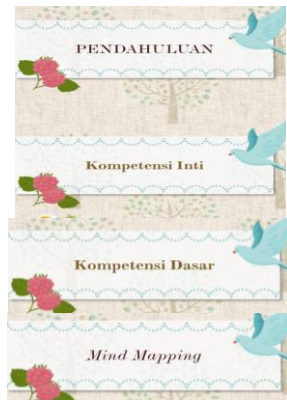 PENDAHULUAN
Kompetensi Inti
Kompetensi Dasar
Mind Mapping